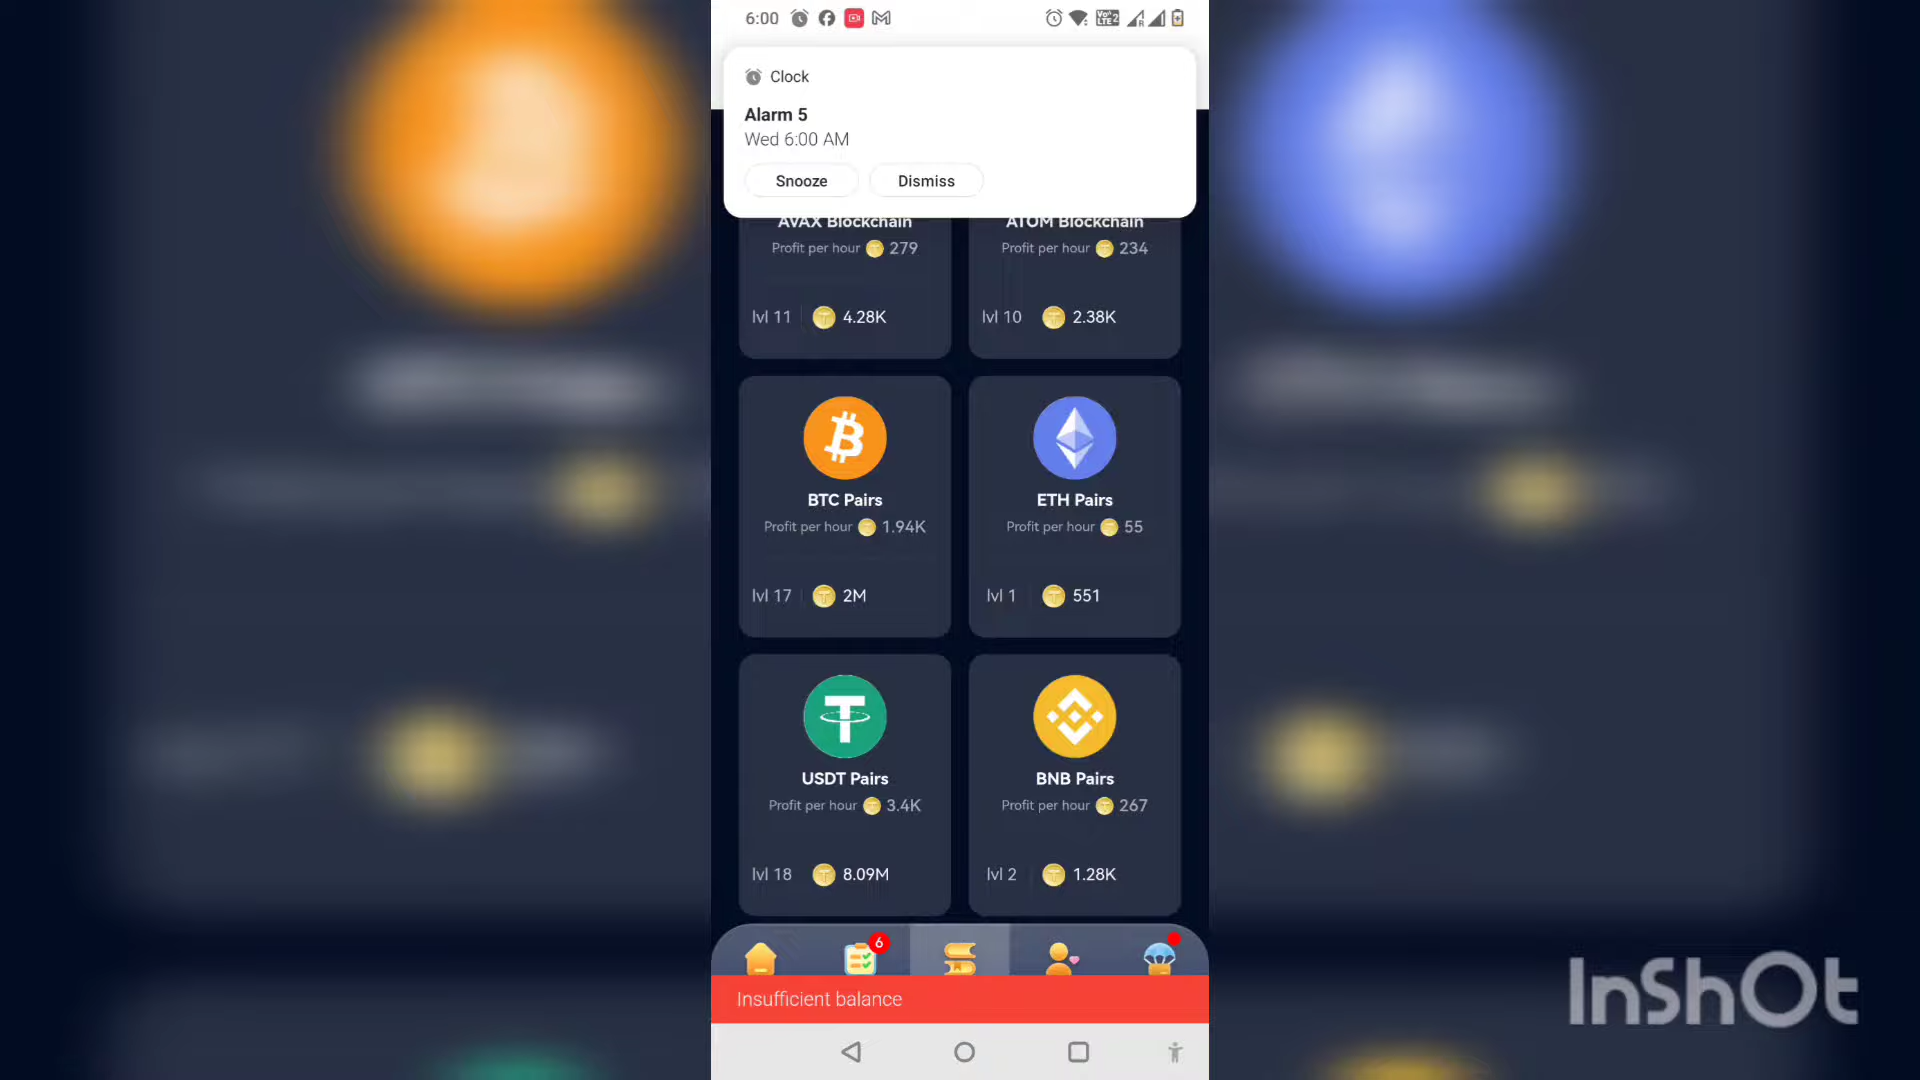 6:00
Clock
Alarm 5
Wed 6:00 AM
Snooze Dismiss
AVAX Blockchain
Profit per hour 279
lvl 11 4.28K
ATOM Blockchain
Profit per hour 234
lvl 10 2.38K
BTC Pairs
Profit per hour 1.94K
lvl 17 2M
ETH Pairs
Profit per hour 55
lvl 1 551
USDT Pairs
Profit per hour 3.4K
lvl 18 8.09M
BNB Pairs
Profit per hour 267
lvl 2 1.28K
6
Insufficient balance
InShOt